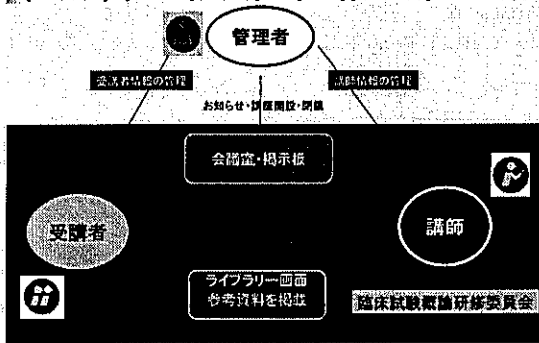 管理者
受講者情報の管理
講師情報の管理
お知らせ・講座開設・閉鎖
会議室・掲示板
受講者
講師
ライブラリー画面
参考資料を掲載
臨床試験概論研修委員会